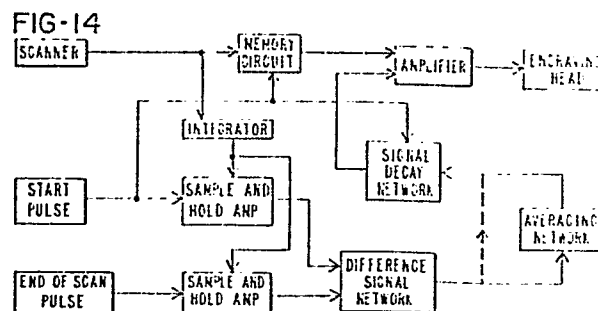 FIG-14
SCANNER
MEMORY
CIRCUIT
AMPLIFIER
ENGRAVING
HEAD
INTEGRATOR
START
PULSE
SAMPLE AND
HOLD AMP
SIGNAL
DECAY
NETWORK
AVERAGING
NETWORK
END OF SCAN
PULSE
SAMPLE AND
HOLD AMP
DIFFERENCE
SIGNAL
NETWORK